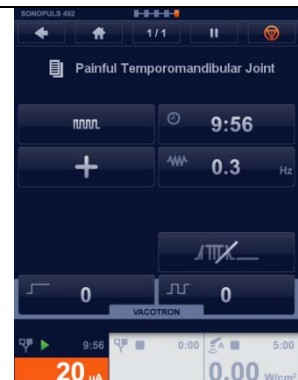 SONOPULS 492
1/1
Painful Temporomandibular Joint
9:56
0.3 Hz
0 0
VACOTRON
9:56 0:00 A 5:00
20 µA 0.00 W/cm²